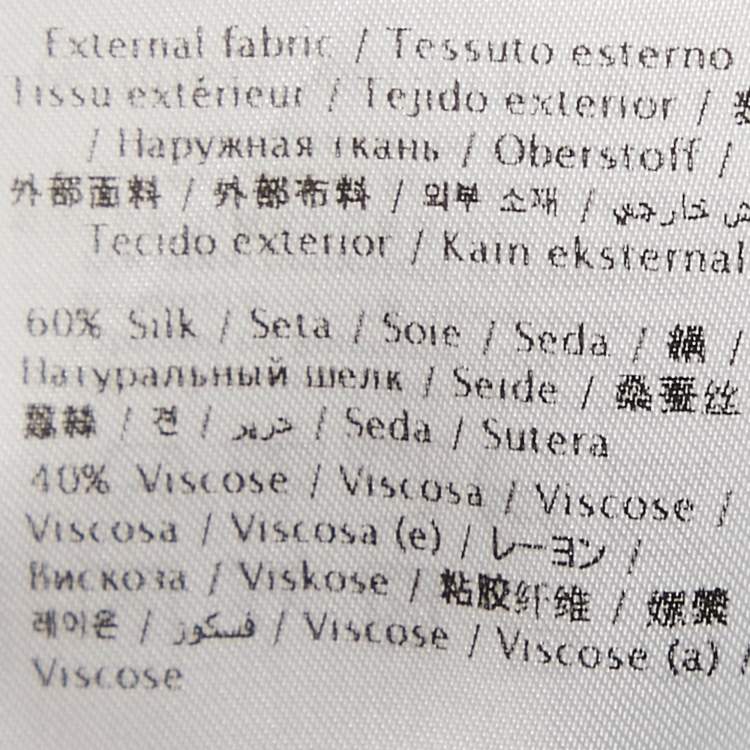 External fabric / Tessuto esterno
Tissu extérieur / Tejido exterior /
/ Наружная ткань / Oberstoff /
外部面料 / 外部布料 / 외부 소재 / خارجي
Tecido exterior / Kain eksternal
60% Silk / Seta / Soie / Seda / 絹 /
Натуральный шелк / Seide / 桑蚕丝
蠶絲 / 견 / حرير / Seda / Sutera
40% Viscose / Viscosa / Viscose /
Viscosa / Viscosa (e) / レーヨン /
Вискоза / Viskose / 粘胶纤维 / 嫘縈
레이온 / فسكوز / Viscose / Viscose (a) /
Viscose